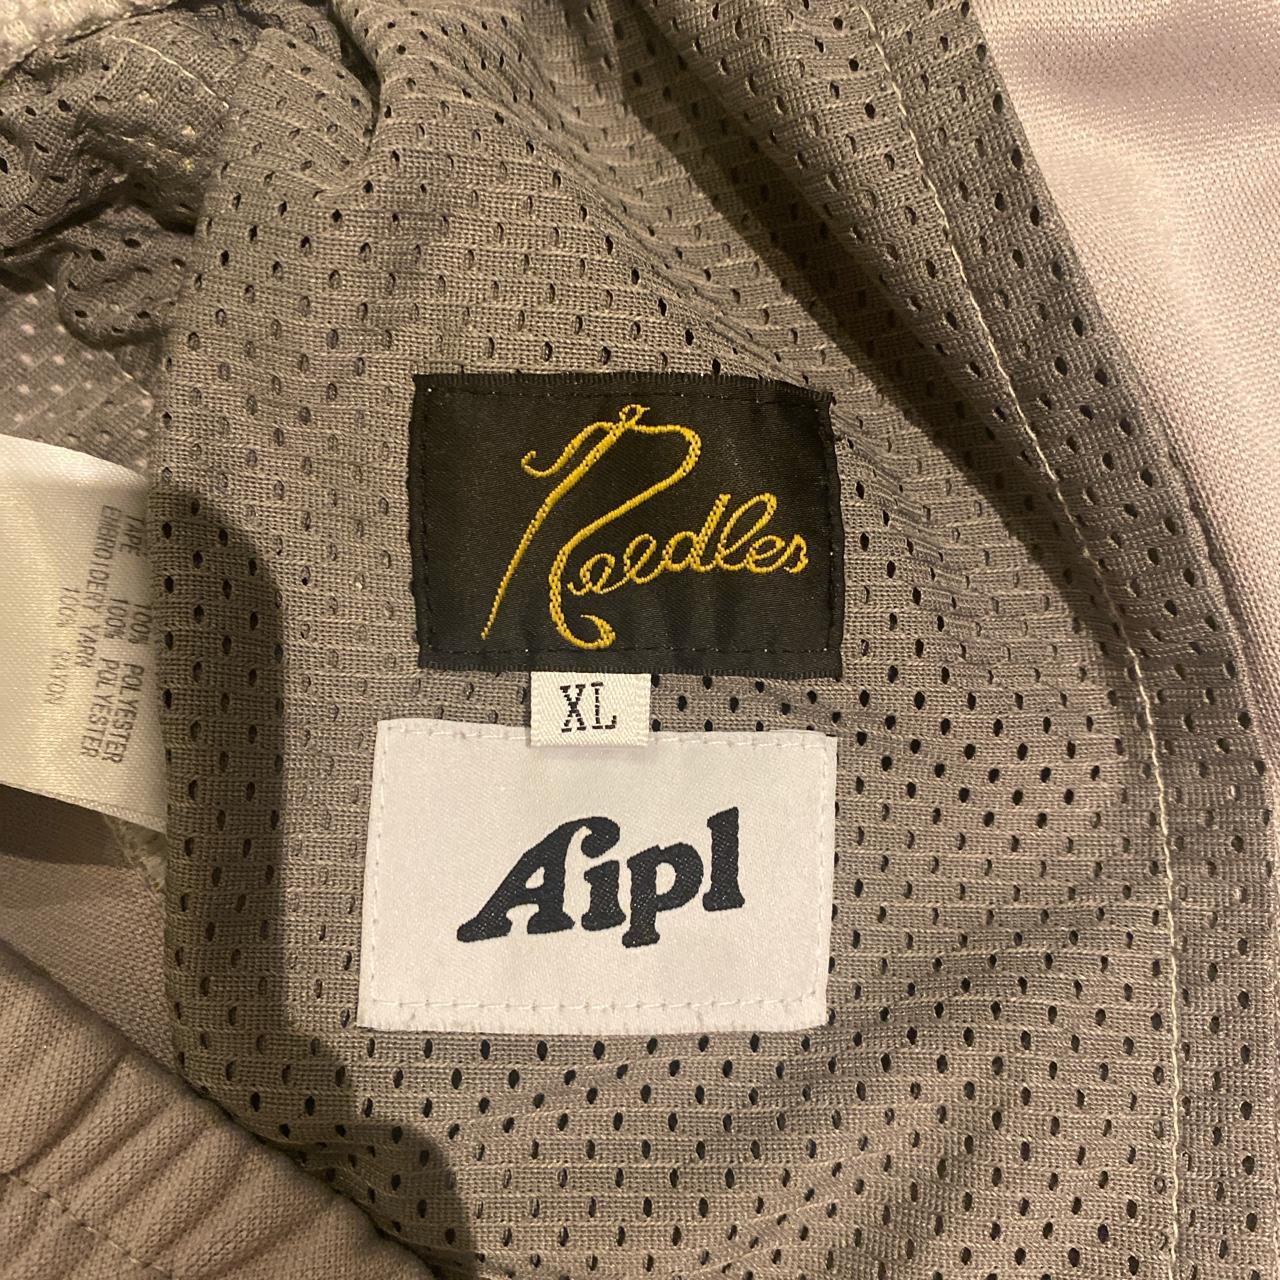 Needles
XL
Aipl
TAPE 100% POLYESTER
EMBROIDERY YARN 100% POLYESTER
100% RAYON